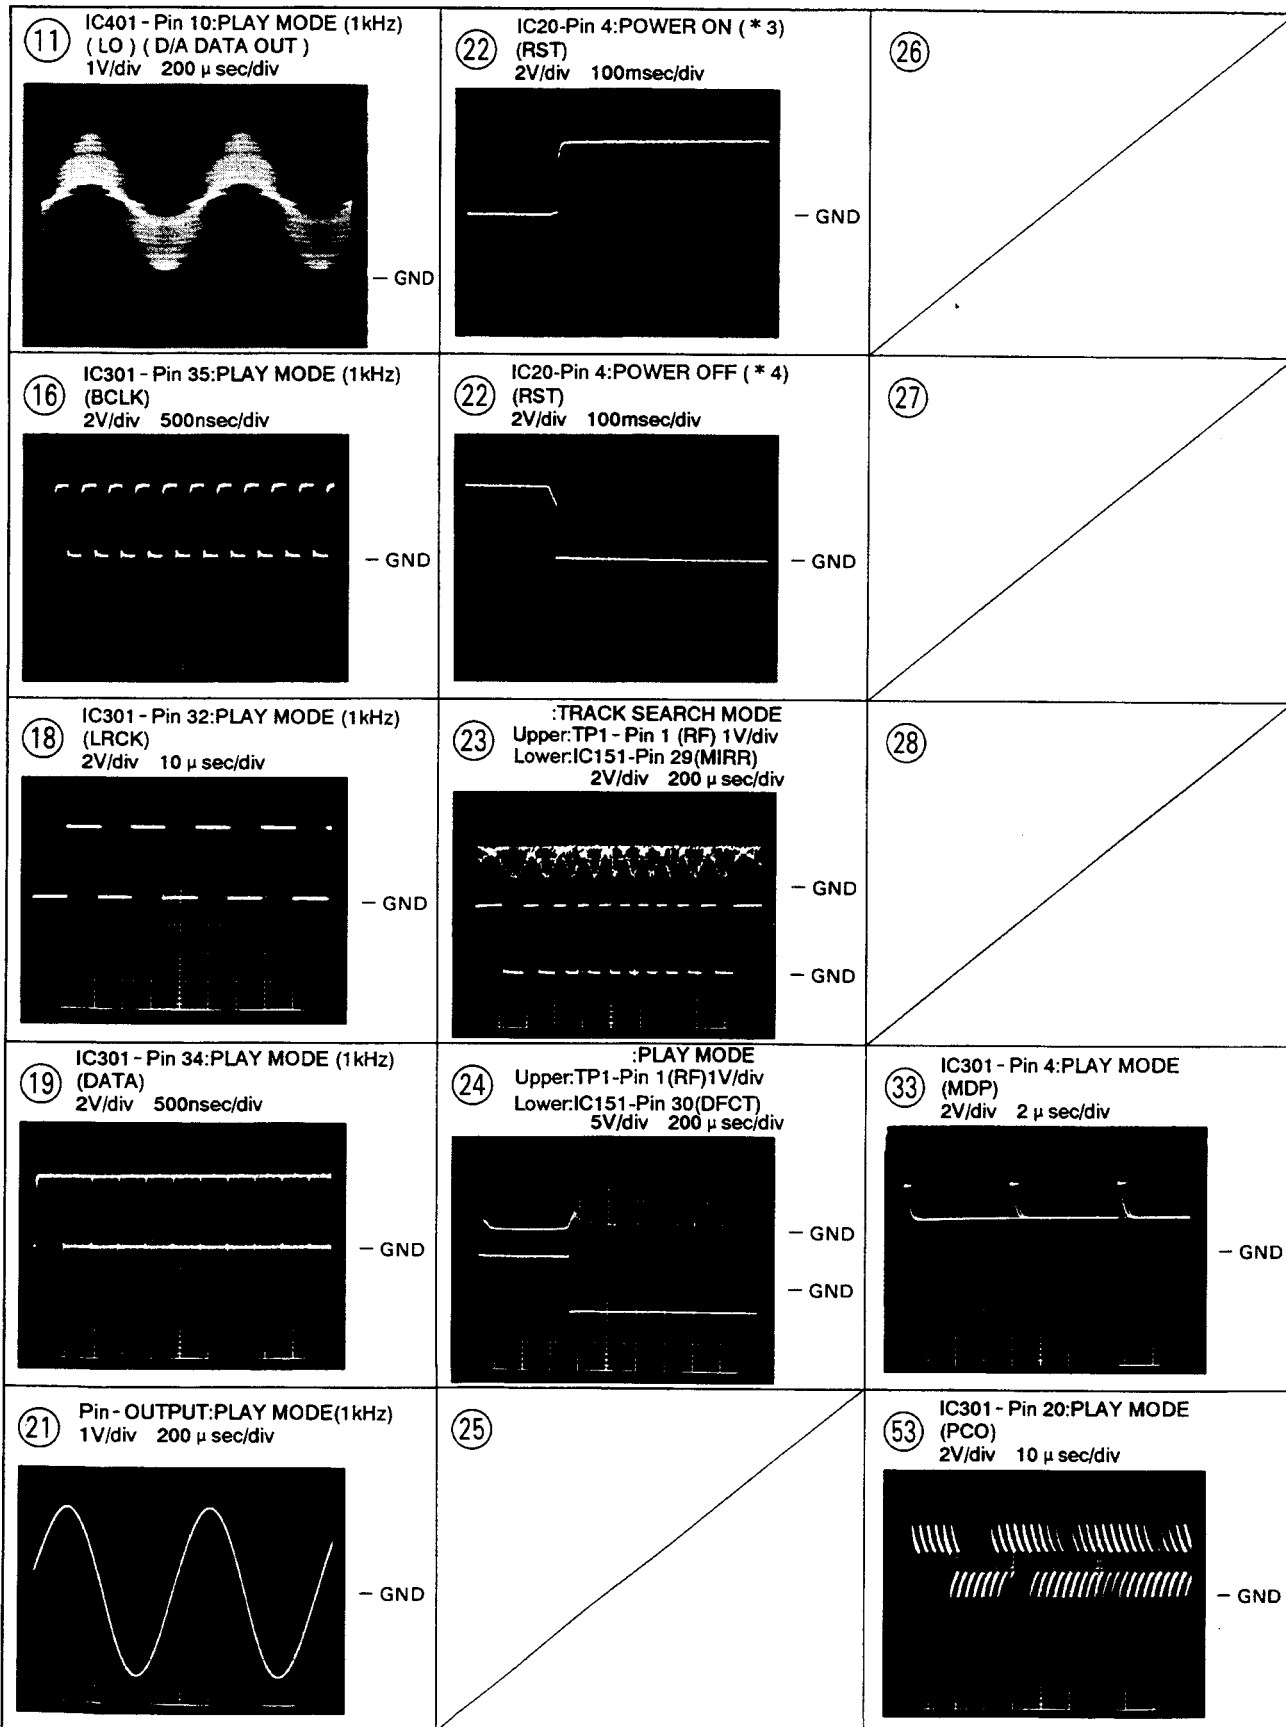 11
IC401 - Pin 10:PLAY MODE (1kHz)
( LO ) ( D/A DATA OUT )
1V/div 200 μ sec/div
— GND
22
IC20-Pin 4:POWER ON ( * 3)
(RST)
2V/div 100msec/div
— GND
26
16
IC301 - Pin 35:PLAY MODE (1kHz)
(BCLK)
2V/div 500nsec/div
— GND
22
IC20-Pin 4:POWER OFF ( * 4)
(RST)
2V/div 100msec/div
— GND
27
18
IC301 - Pin 32:PLAY MODE (1kHz)
(LRCK)
2V/div 10 μ sec/div
— GND
23
:TRACK SEARCH MODE
Upper:TP1 - Pin 1 (RF) 1V/div
Lower:IC151-Pin 29(MIRR)
2V/div 200 μ sec/div
— GND
— GND
28
19
IC301 - Pin 34:PLAY MODE (1kHz)
(DATA)
2V/div 500nsec/div
— GND
24
:PLAY MODE
Upper:TP1-Pin 1(RF)1V/div
Lower:IC151-Pin 30(DFCT)
5V/div 200 μ sec/div
— GND
— GND
33
IC301 - Pin 4:PLAY MODE
(MDP)
2V/div 2 μ sec/div
— GND
21
Pin - OUTPUT:PLAY MODE(1kHz)
1V/div 200 μ sec/div
— GND
25
53
IC301 - Pin 20:PLAY MODE
(PCO)
2V/div 10 μ sec/div
— GND